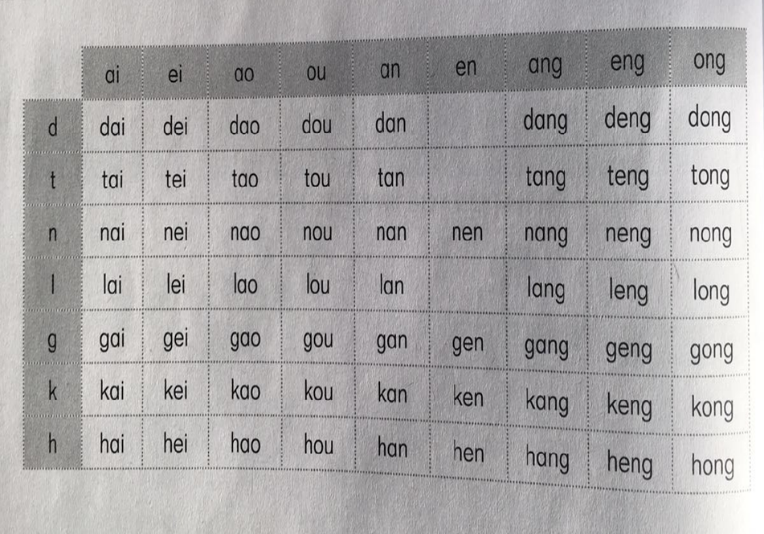 ai ei ao ou an en ang eng ong
d dai dei dao dou dan dang deng dong
t tai tei tao tou tan tang teng tong
n nai nei nao nou nan nen nang neng nong
l lai lei lao lou lan lang leng long
g gai gei gao gou gan gen gang geng gong
k kai kei kao kou kan ken kang keng kong
h hai hei hao hou han hen hang heng hong